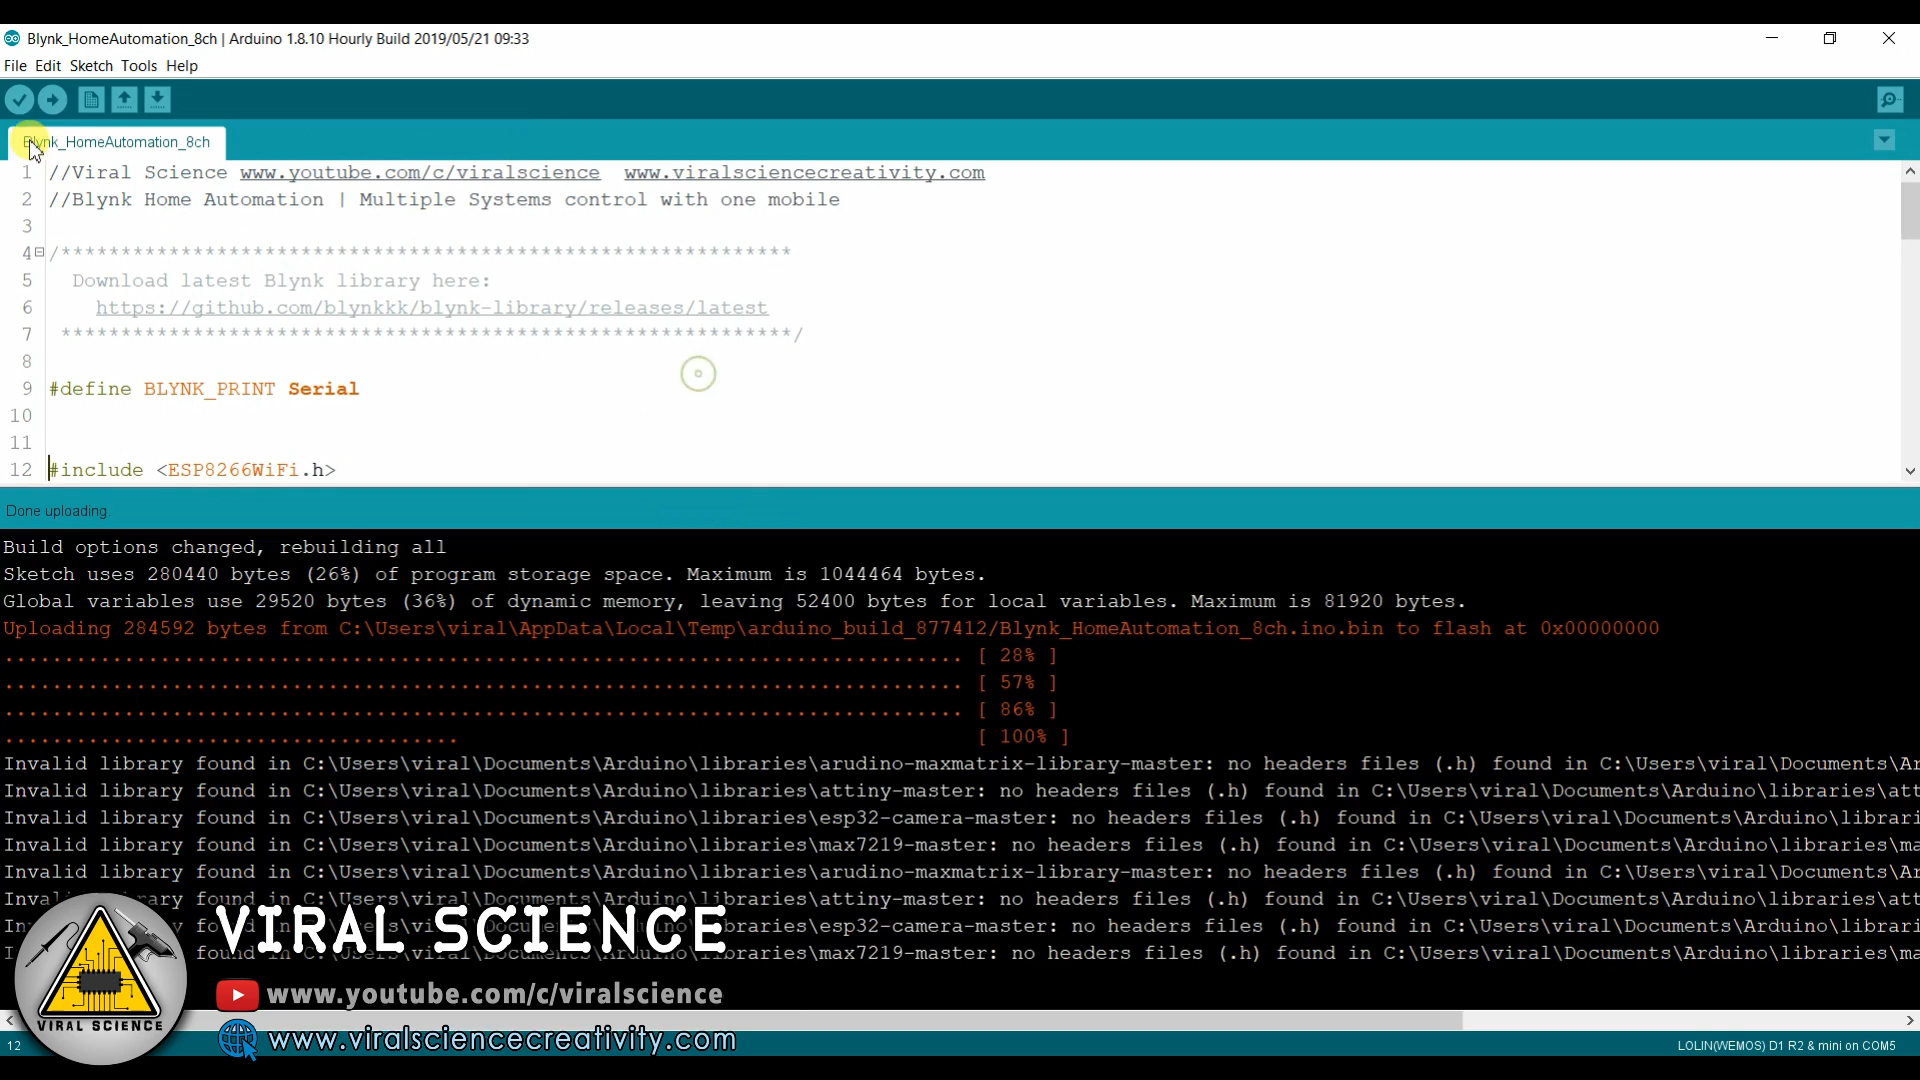 Blynk_HomeAutomation_8ch | Arduino 1.8.10 Hourly Build 2019/05/21 09:33
File Edit Sketch Tools Help
Blynk_HomeAutomation_8ch
1 //Viral Science www.youtube.com/c/viralscience www.viralsciencecreativity.com
2 //Blynk Home Automation | Multiple Systems control with one mobile
3
4 /*************************************************************
5 Download latest Blynk library here:
6 https://github.com/blynkkk/blynk-library/releases/latest
7 *************************************************************/
8
9 #define BLYNK_PRINT Serial
10
11
12 #include <ESP8266WiFi.h>
Done uploading.
Build options changed, rebuilding all
Sketch uses 280440 bytes (26%) of program storage space. Maximum is 1044464 bytes.
Global variables use 29520 bytes (36%) of dynamic memory, leaving 52400 bytes for local variables. Maximum is 81920 bytes.
Uploading 284592 bytes from C:\Users\viral\AppData\Local\Temp\arduino_build_877412/Blynk_HomeAutomation_8ch.ino.bin to flash at 0x00000000
................................................................................ [ 28% ]
................................................................................ [ 57% ]
................................................................................ [ 86% ]
...................................... [ 100% ]
Invalid library found in C:\Users\viral\Documents\Arduino\libraries\arudino-maxmatrix-library-master: no headers files (.h) found in C:\Users\viral\Documents\Ar
Invalid library found in C:\Users\viral\Documents\Arduino\libraries\attiny-master: no headers files (.h) found in C:\Users\viral\Documents\Arduino\libraries\att
Invalid library found in C:\Users\viral\Documents\Arduino\libraries\esp32-camera-master: no headers files (.h) found in C:\Users\viral\Documents\Arduino\librari
Invalid library found in C:\Users\viral\Documents\Arduino\libraries\max7219-master: no headers files (.h) found in C:\Users\viral\Documents\Arduino\libraries\ma
Invalid library found in C:\Users\viral\Documents\Arduino\libraries\arudino-maxmatrix-library-master: no headers files (.h) found in C:\Users\viral\Documents\Ar
library found in C:\Users\viral\Documents\Arduino\libraries\attiny-master: no headers files (.h) found in C:\Users\viral\Documents\Arduino\libraries\att
found in libraries\esp32-camera-master: no headers files (.h) found in C:\Users\viral\Documents\Arduino\librari
found in libraries\max7219-master: no headers files (.h) found in C:\Users\viral\Documents\Arduino\libraries\ma
VIRAL SCIENCE
www.youtube.com/c/viralscience
www.viralsciencecreativity.com
VIRAL SCIENCE
12
LOLIN(WEMOS) D1 R2 & mini on COM5